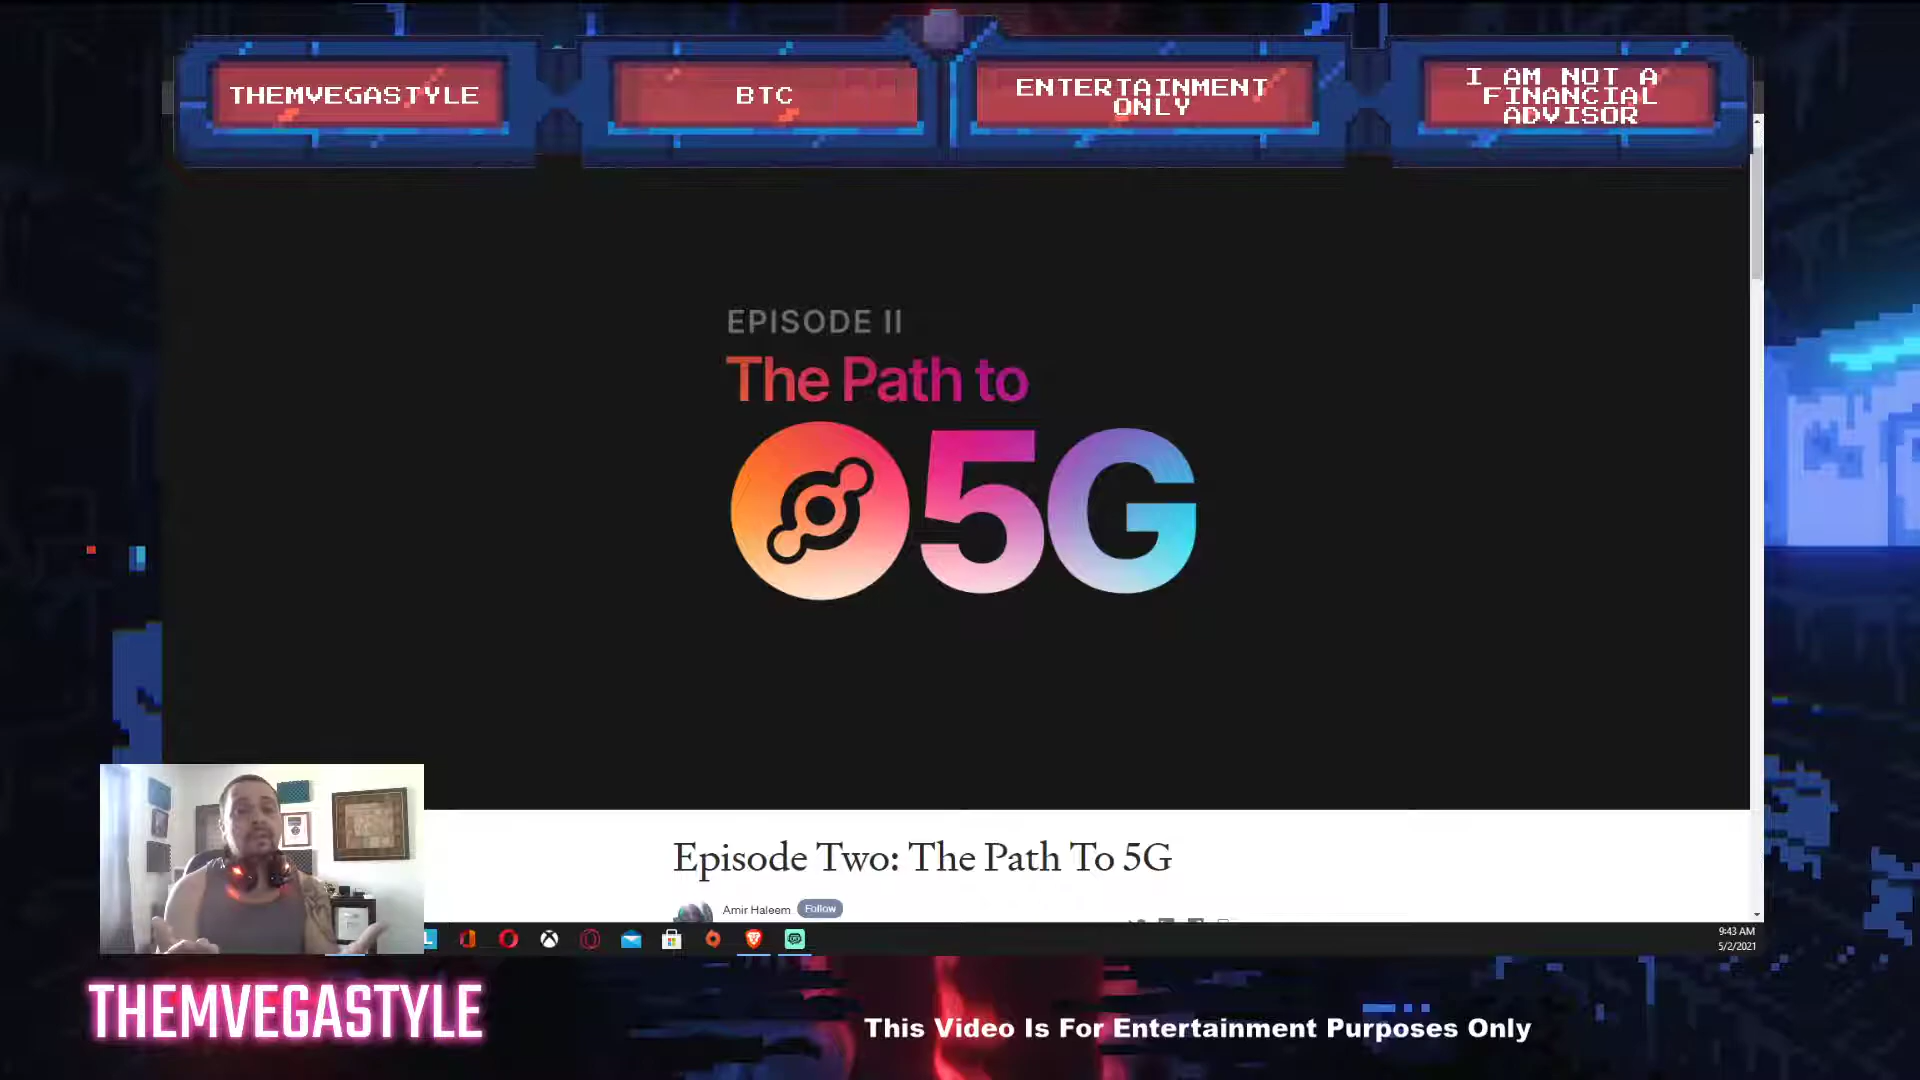 THEMVEGASTYLE
BTC
ENTERTAINMENT
ONLY
I AM NOT A
FINANCIAL
ADVISOR
EPISODE II
The Path to
5G
Episode Two: The Path To 5G
Amir Haleem
Follow
L
9:43 AM
5/2/2021
THEMVEGASTYLE
This Video Is For Entertainment Purposes Only